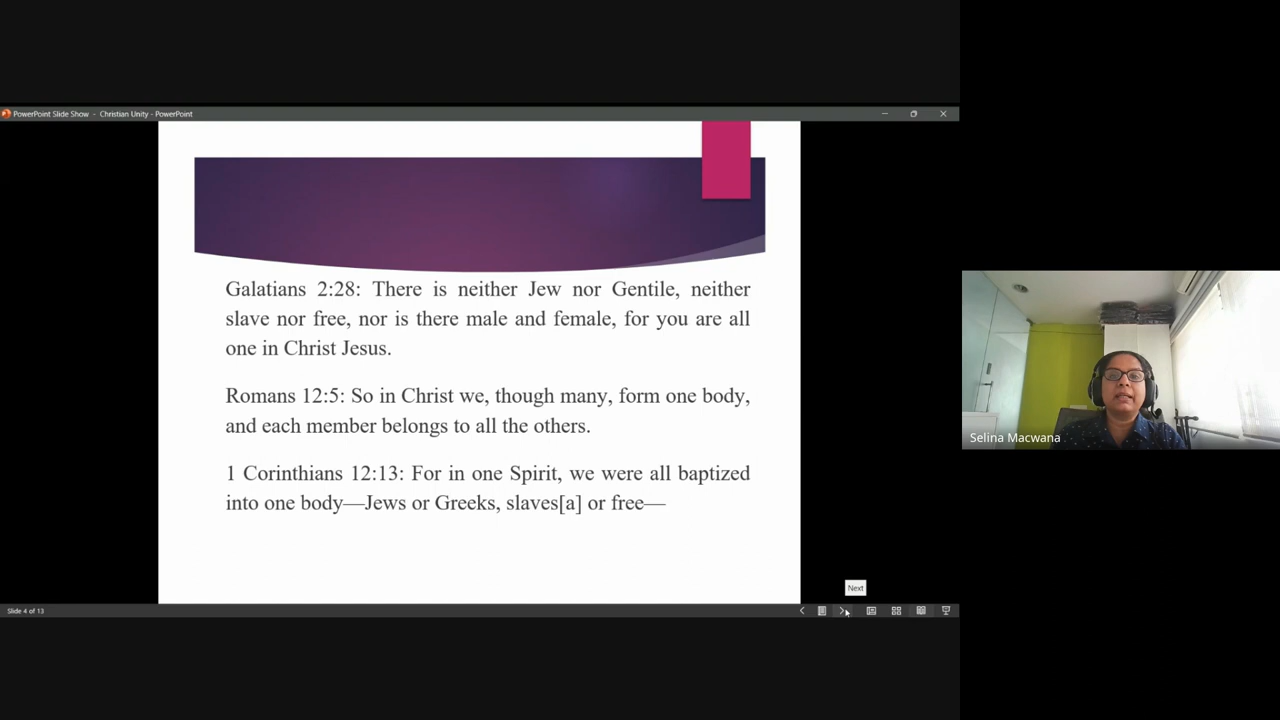 PowerPoint Slide Show - Christian Unity - PowerPoint
Galatians 2:28: There is neither Jew nor Gentile, neither
slave nor free, nor is there male and female, for you are all
one in Christ Jesus.
Romans 12:5: So in Christ we, though many, form one body,
and each member belongs to all the others.
1 Corinthians 12:13: For in one Spirit, we were all baptized
into one body—Jews or Greeks, slaves[a] or free—
Selina Macwana
Next
Slide 4 of 13